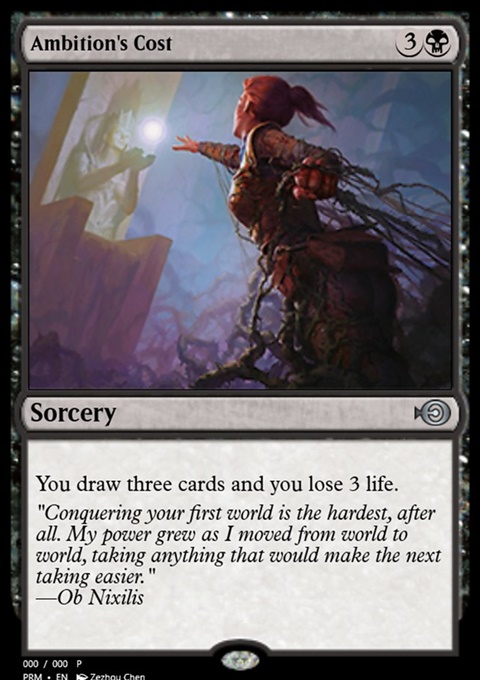 Ambition's Cost 3
Sorcery
You draw three cards and you lose 3 life.
"Conquering your first world is the hardest, after
all. My power grew as I moved from world to
world, taking anything that would make the next
taking easier."
—Ob Nixilis
000 / 000 P
PRM • EN Zezhou Chen